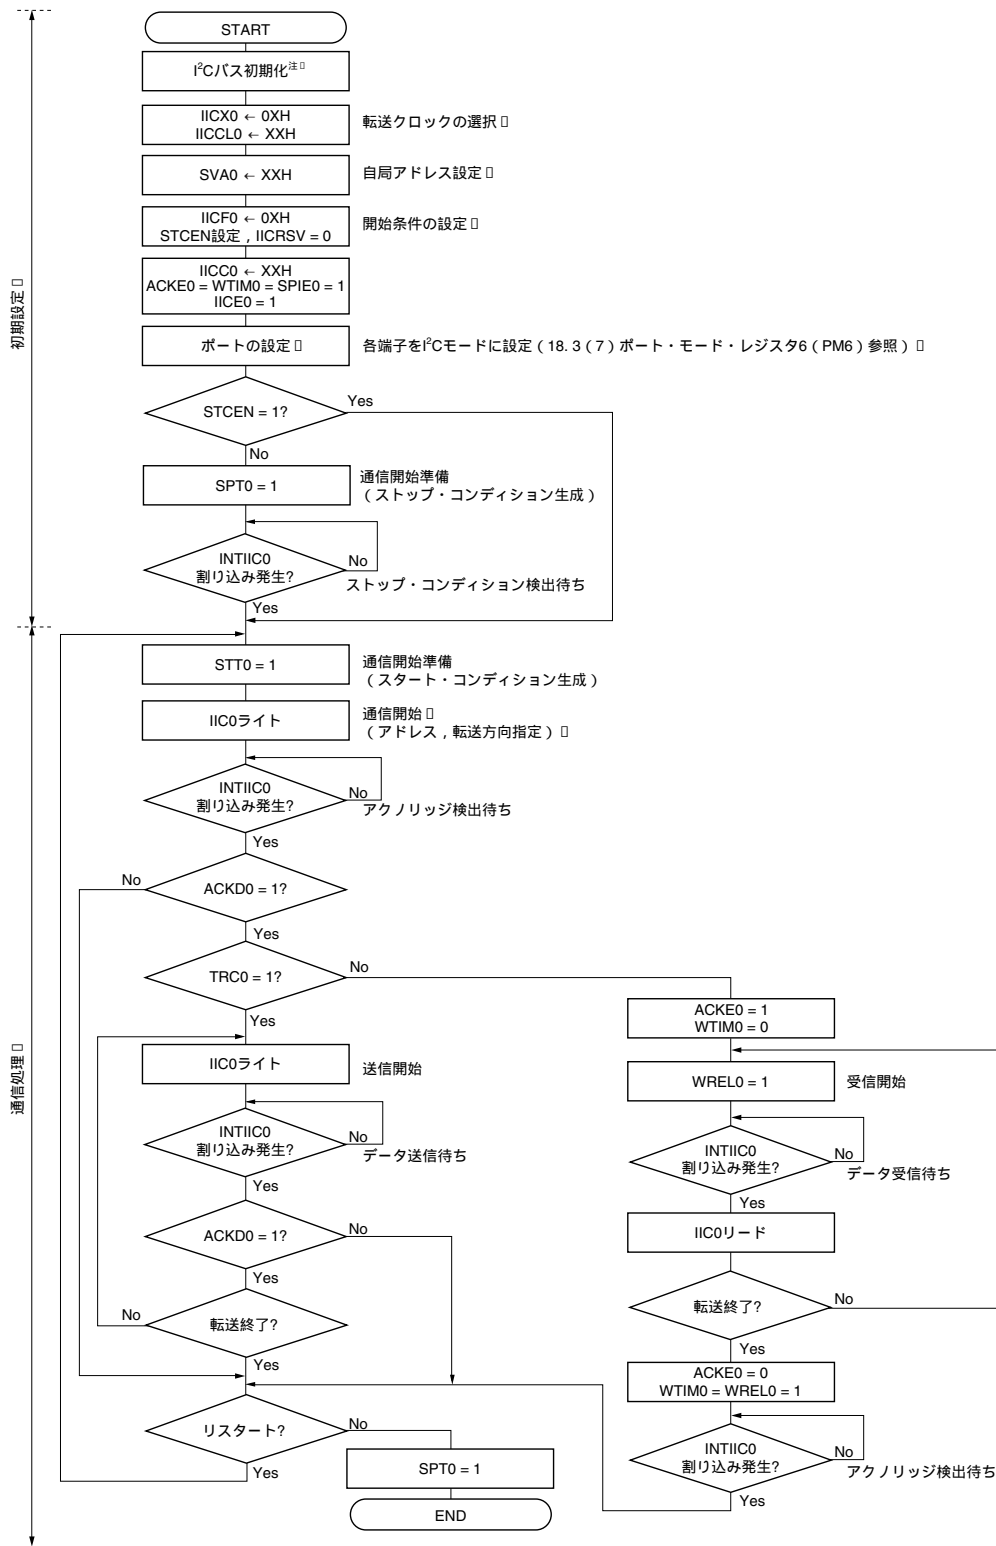 START
I²Cバス初期化注
IICX0 ← 0XH
IICCL0 ← XXH
転送クロックの選択
SVA0 ← XXH
自局アドレス設定
IICF0 ← 0XH
STCEN設定，IICRSV = 0
開始条件の設定
IICC0 ← XXH
ACKE0 = WTIM0 = SPIE0 = 1
IICE0 = 1
初期設定
ポートの設定
各端子をI²Cモードに設定（18. 3（7）ポート・モード・レジスタ6（PM6）参照）
STCEN = 1?
Yes
No
SPT0 = 1
通信開始準備
（ストップ・コンディション生成）
INTIIC0
割り込み発生?
No
ストップ・コンディション検出待ち
Yes
STT0 = 1
通信開始準備
（スタート・コンディション生成）
IIC0ライト
通信開始
（アドレス，転送方向指定）
INTIIC0
割り込み発生?
No
アクノリッジ検出待ち
Yes
No
ACKD0 = 1?
Yes
TRC0 = 1?
No
Yes
通信処理
IIC0ライト
送信開始
INTIIC0
割り込み発生?
No
データ送信待ち
Yes
ACKD0 = 1?
No
Yes
No
転送終了?
Yes
リスタート?
No
Yes
SPT0 = 1
END
ACKE0 = 1
WTIM0 = 0
WREL0 = 1
受信開始
INTIIC0
割り込み発生?
No
データ受信待ち
Yes
IIC0リード
転送終了?
No
Yes
ACKE0 = 0
WTIM0 = WREL0 = 1
INTIIC0
割り込み発生?
No
アクノリッジ検出待ち
Yes